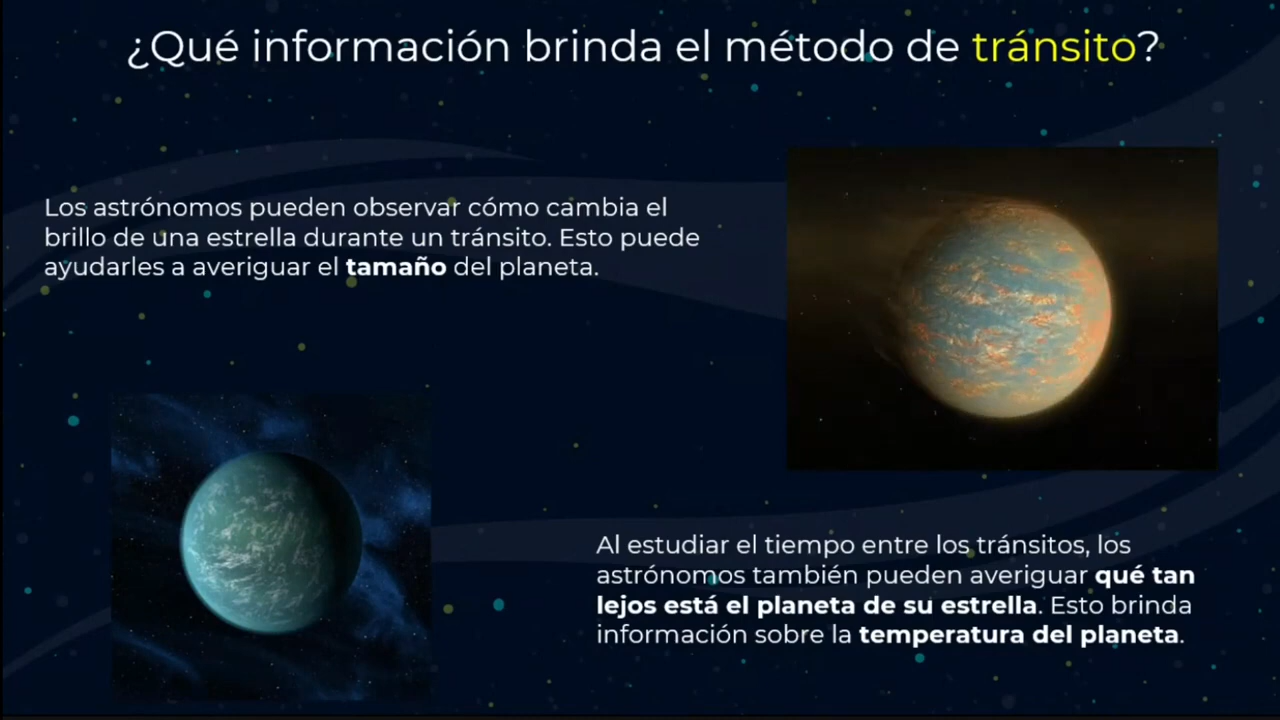 ¿Qué información brinda el método de tránsito?
Los astrónomos pueden observar cómo cambia el
brillo de una estrella durante un tránsito. Esto puede
ayudarles a averiguar el tamaño del planeta.
Al estudiar el tiempo entre los tránsitos, los
astrónomos también pueden averiguar qué tan
lejos está el planeta de su estrella. Esto brinda
información sobre la temperatura del planeta.